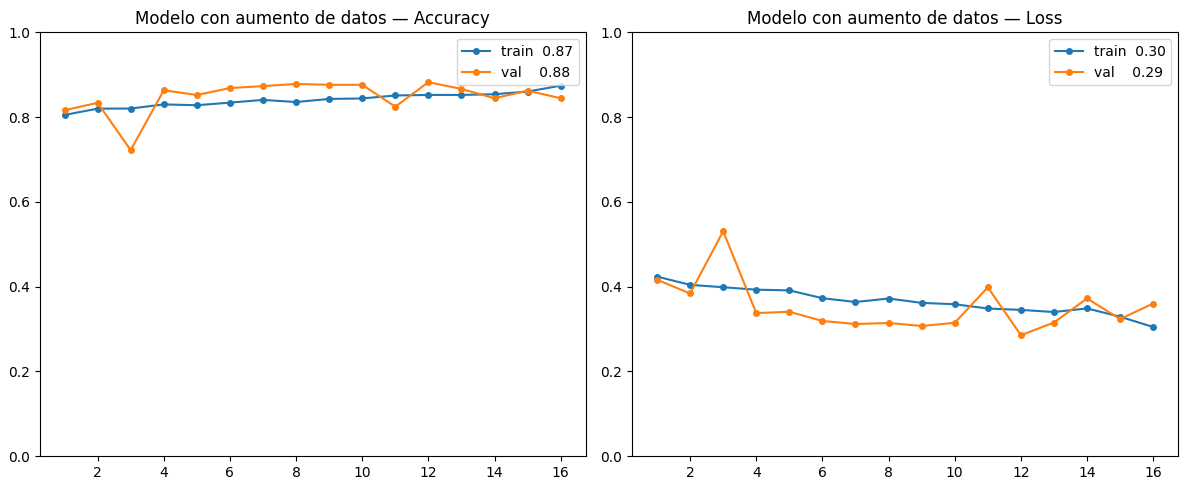 Modelo con aumento de datos — Accuracy
train 0.87
val 0.88
1.0
0.8
0.6
0.4
0.2
0.0
2 4 6 8 10 12 14 16
Modelo con aumento de datos — Loss
train 0.30
val 0.29
1.0
0.8
0.6
0.4
0.2
0.0
2 4 6 8 10 12 14 16